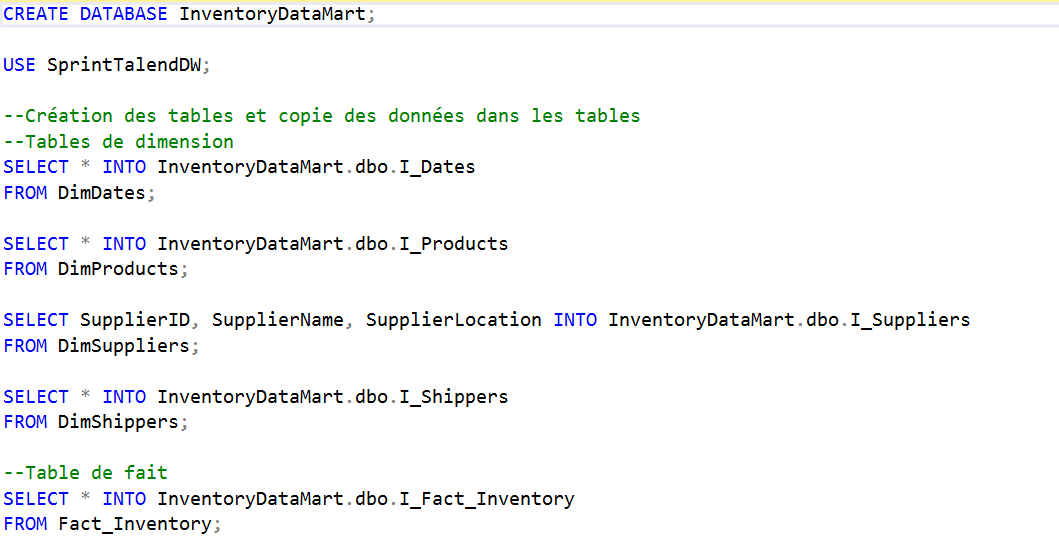 CREATE DATABASE InventoryDataMart;
USE SprintTalendDW;
--Création des tables et copie des données dans les tables
--Tables de dimension
SELECT * INTO InventoryDataMart.dbo.I_Dates
FROM DimDates;
SELECT * INTO InventoryDataMart.dbo.I_Products
FROM DimProducts;
SELECT SupplierID, SupplierName, SupplierLocation INTO InventoryDataMart.dbo.I_Suppliers
FROM DimSuppliers;
SELECT * INTO InventoryDataMart.dbo.I_Shippers
FROM DimShippers;
--Table de fait
SELECT * INTO InventoryDataMart.dbo.I_Fact_Inventory
FROM Fact_Inventory;